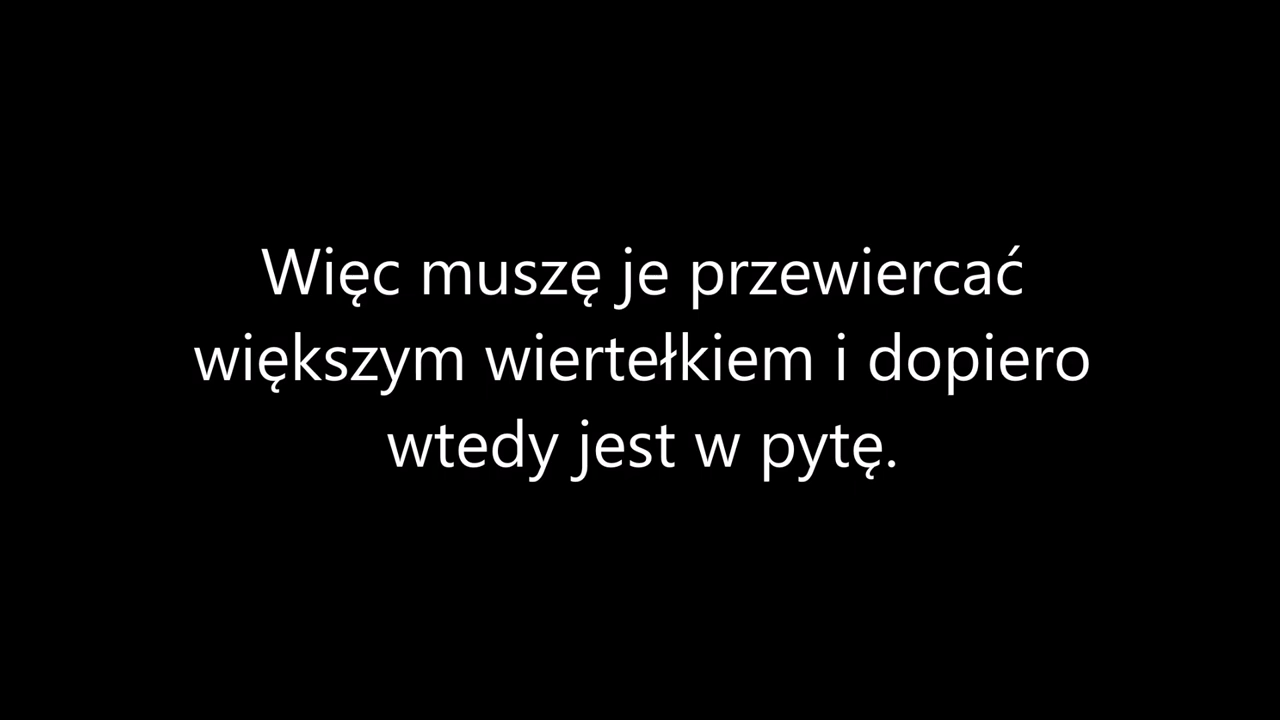 Więc muszę je przewiercać
większym wiertełkiem i dopiero
wtedy jest w pytę.